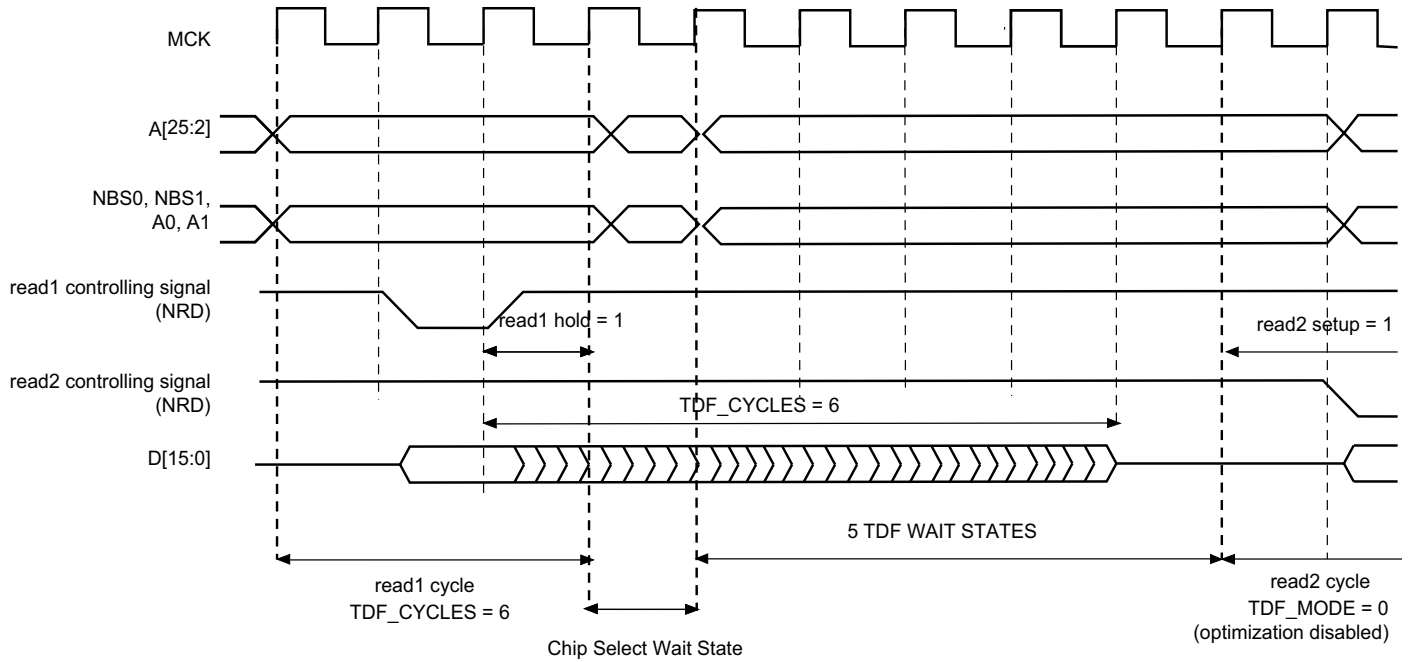 MCK
A[25:2]
NBS0, NBS1,
A0, A1
read1 controlling signal
(NRD)
read1 hold = 1
read2 setup = 1
read2 controlling signal
(NRD)
TDF_CYCLES = 6
D[15:0]
5 TDF WAIT STATES
read1 cycle
TDF_CYCLES = 6
read2 cycle
TDF_MODE = 0
(optimization disabled)
Chip Select Wait State